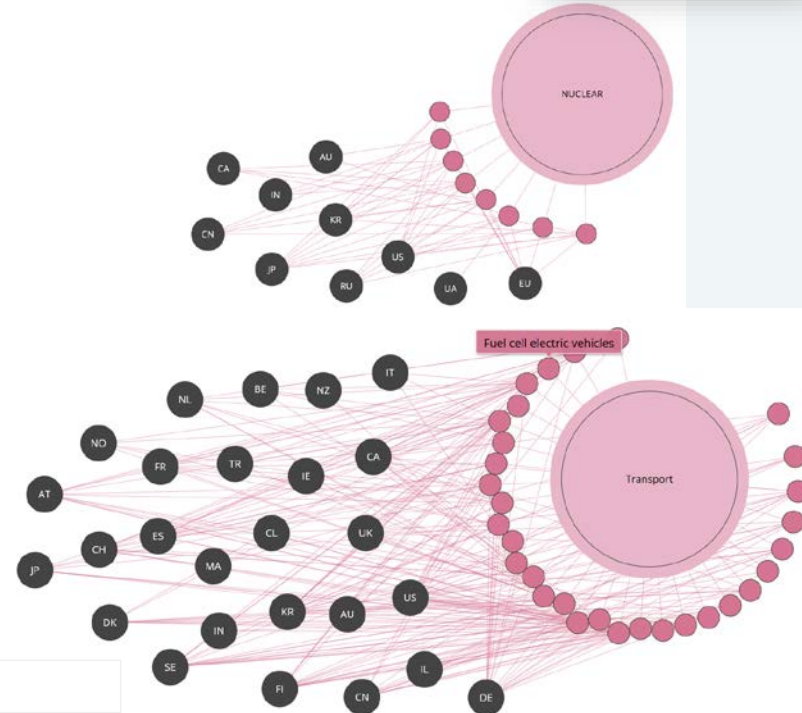 NUCLEAR
CA
AU
IN
KR
CN
US
JP
RU
UA
EU
Fuel cell electric vehicles
IT
NL
BE
NZ
NO
FR
TR
IE
CA
AT
Transport
ES
CL
UK
CH
MA
JP
DK
IN
KR
AU
US
SE
FI
CN
IL
DE